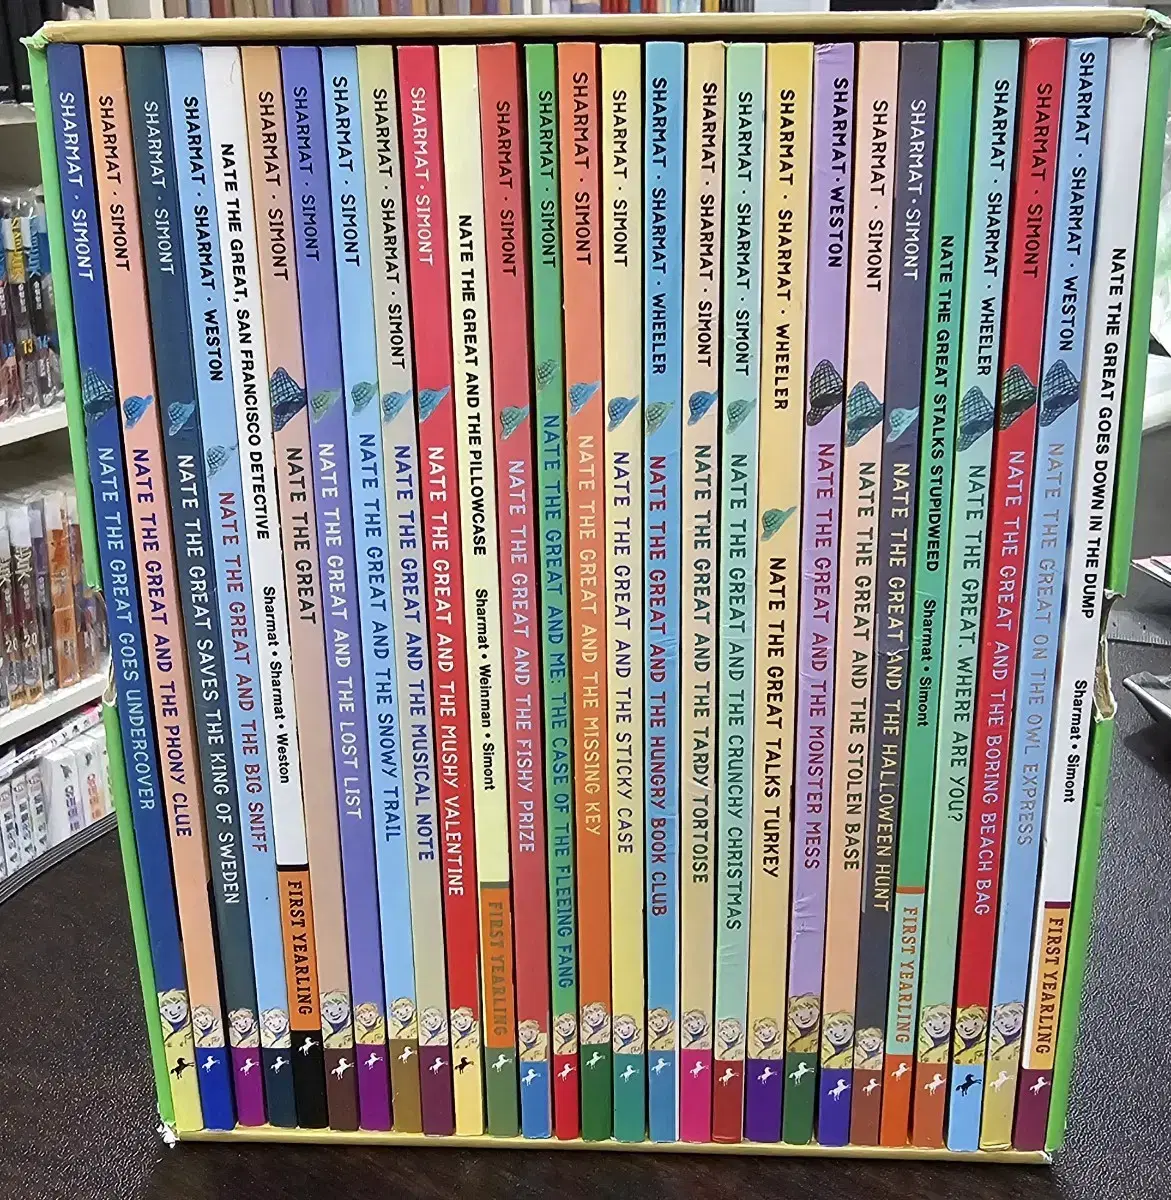 SHARMAT · SIMONT NATE THE GREAT GOES UNDERCOVER
SHARMAT · SIMONT NATE THE GREAT AND THE PHONY CLUE
SHARMAT · SIMONT NATE THE GREAT SAVES THE KING OF SWEDEN
SHARMAT · SHARMAT · WESTON NATE THE GREAT AND THE BIG SNIFF
NATE THE GREAT, SAN FRANCISCO DETECTIVE Sharmat • Sharmat • Weston FIRST YEARLING
SHARMAT · SIMONT NATE THE GREAT
SHARMAT · SIMONT NATE THE GREAT AND THE LOST LIST
SHARMAT · SIMONT NATE THE GREAT AND THE SNOWY TRAIL
SHARMAT · SHARMAT · SIMONT NATE THE GREAT AND THE MUSICAL NOTE
SHARMAT · SIMONT NATE THE GREAT AND THE MUSHY VALENTINE
NATE THE GREAT AND THE PILLOWCASE Sharmat • Weinman • Simont FIRST YEARLING
SHARMAT · SIMONT NATE THE GREAT AND THE FISHY PRIZE
SHARMAT · SIMONT NATE THE GREAT AND ME: THE CASE OF THE FLEEING FANG
SHARMAT · SIMONT NATE THE GREAT AND THE MISSING KEY
SHARMAT · SIMONT NATE THE GREAT AND THE STICKY CASE
SHARMAT · SHARMAT · WHEELER NATE THE GREAT AND THE HUNGRY BOOK CLUB
SHARMAT · SHARMAT · SIMONT NATE THE GREAT AND THE TARDY TORTOISE
SHARMAT · SHARMAT · SIMONT NATE THE GREAT AND THE CRUNCHY CHRISTMAS
SHARMAT · SHARMAT · WHEELER NATE THE GREAT TALKS TURKEY
SHARMAT · WESTON NATE THE GREAT AND THE MONSTER MESS
SHARMAT · SIMONT NATE THE GREAT AND THE STOLEN BASE
SHARMAT · SIMONT NATE THE GREAT AND THE HALLOWEEN HUNT
NATE THE GREAT STALKS STUPIDWEED Sharmat • Simont FIRST YEARLING
SHARMAT · SHARMAT · WHEELER NATE THE GREAT, WHERE ARE YOU?
SHARMAT · SIMONT NATE THE GREAT AND THE BORING BEACH BAG
SHARMAT · SHARMAT · WESTON NATE THE GREAT ON THE OWL EXPRESS
NATE THE GREAT GOES DOWN IN THE DUMP Sharmat • Simont FIRST YEARLING